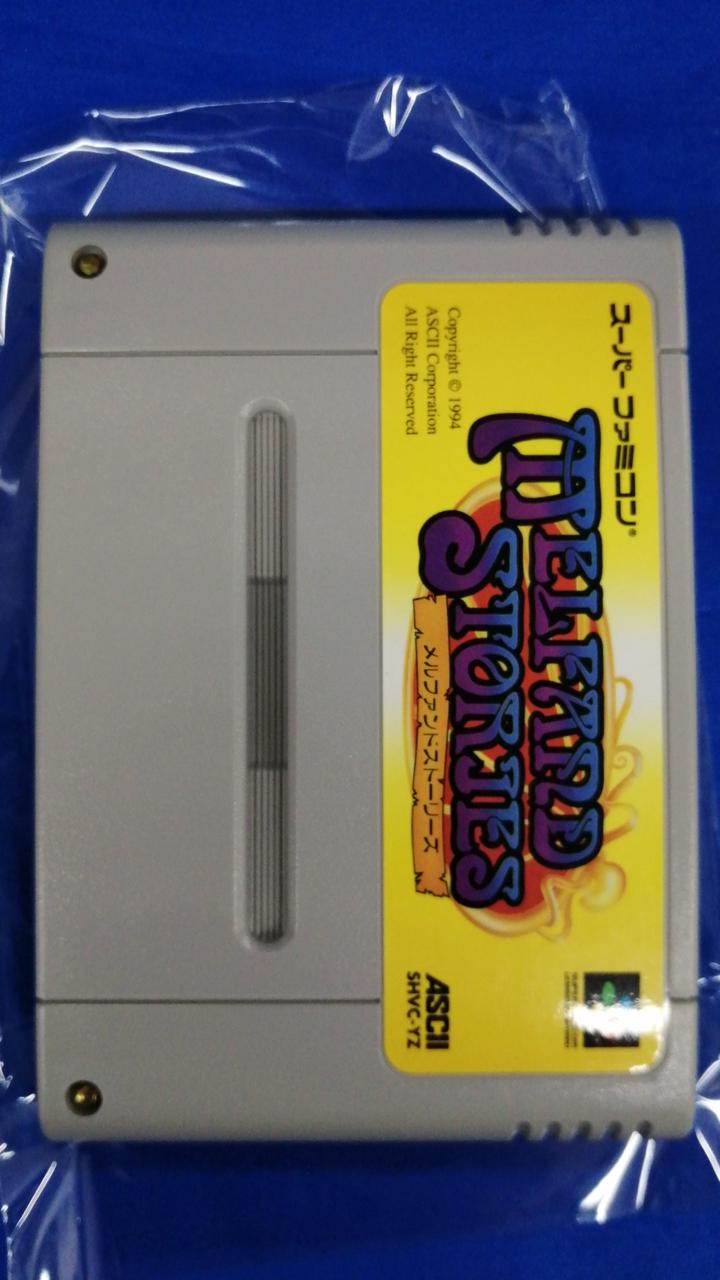 スーパーファミコン®
MELFAND
STORIES
メルファンドストーリーズ
Copyright © 1994
ASCII Corporation
All Right Reserved
ASCII
SHVC-YZ